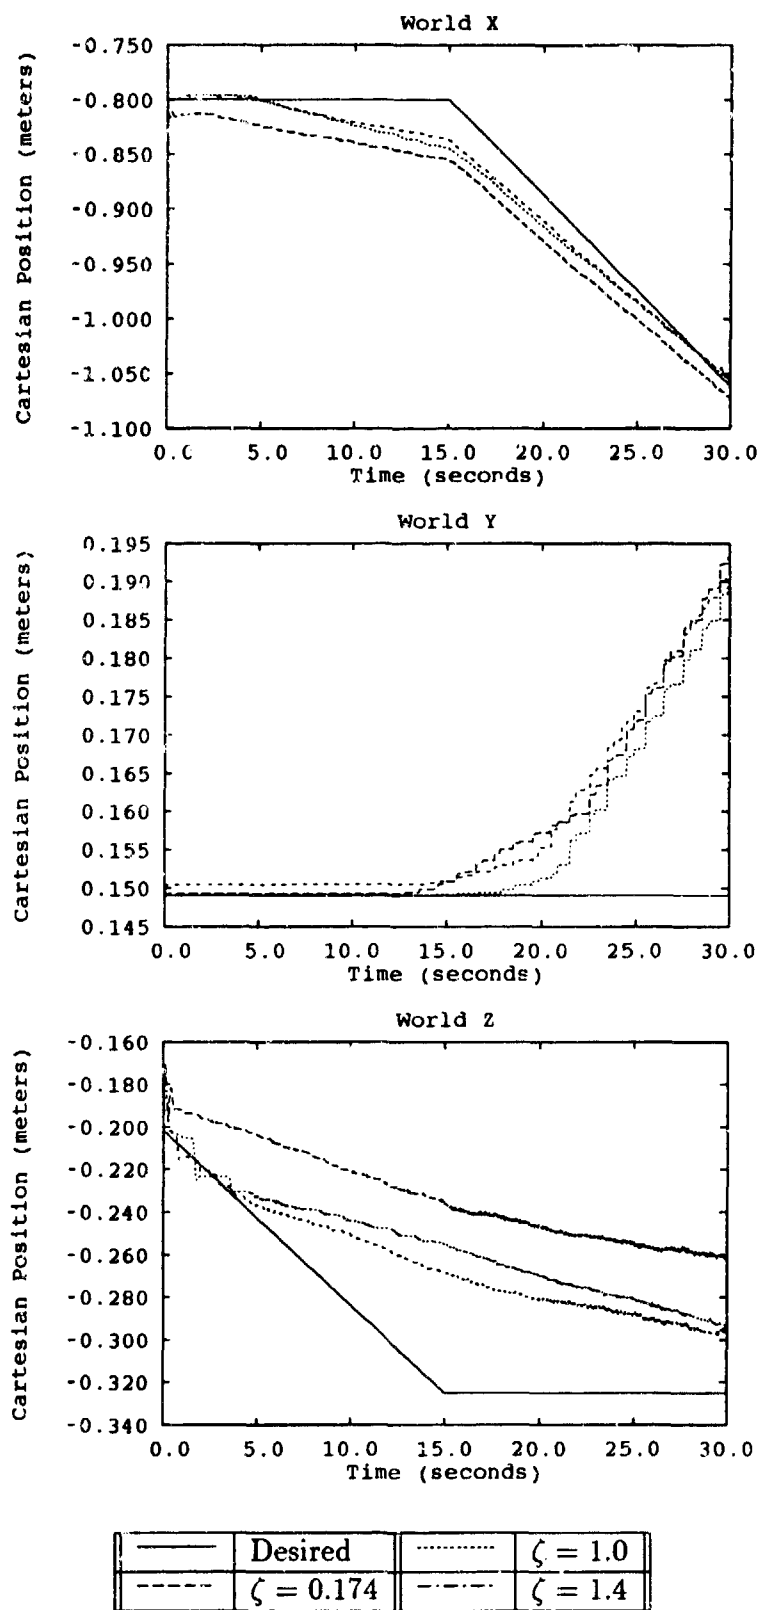 World X
Cartesian Position (meters)
-0.750
-0.800
-0.850
-0.900
-0.950
-1.000
-1.050
-1.100
0.0 5.0 10.0 15.0 20.0 25.0 30.0
Time (seconds)
World Y
Cartesian Position (meters)
0.195
0.190
0.185
0.180
0.175
0.170
0.165
0.160
0.155
0.150
0.145
0.0 5.0 10.0 15.0 20.0 25.0 30.0
Time (seconds)
World Z
Cartesian Position (meters)
-0.160
-0.180
-0.200
-0.220
-0.240
-0.260
-0.280
-0.300
-0.320
-0.340
0.0 5.0 10.0 15.0 20.0 25.0 30.0
Time (seconds)
Desired ζ = 1.0
ζ = 0.174 ζ = 1.4